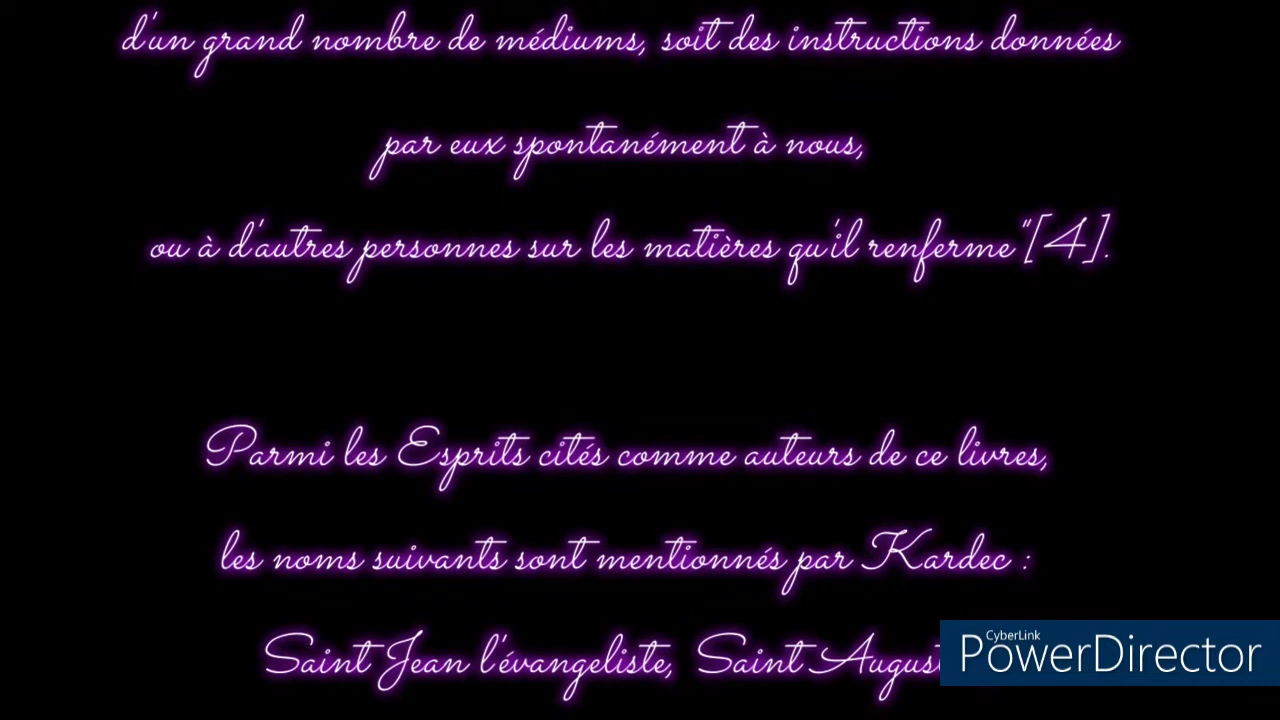 d'un grand nombre de médiums, soit des instructions données
par eux spontanément à nous,
ou à d'autres personnes sur les matières qu'il renferme"[4].
Parmi les Esprits cités comme auteurs de ce livres,
les noms suivants sont mentionnés par Kardec :
Saint Jean l'évangeliste, Saint
CyberLink
PowerDirector